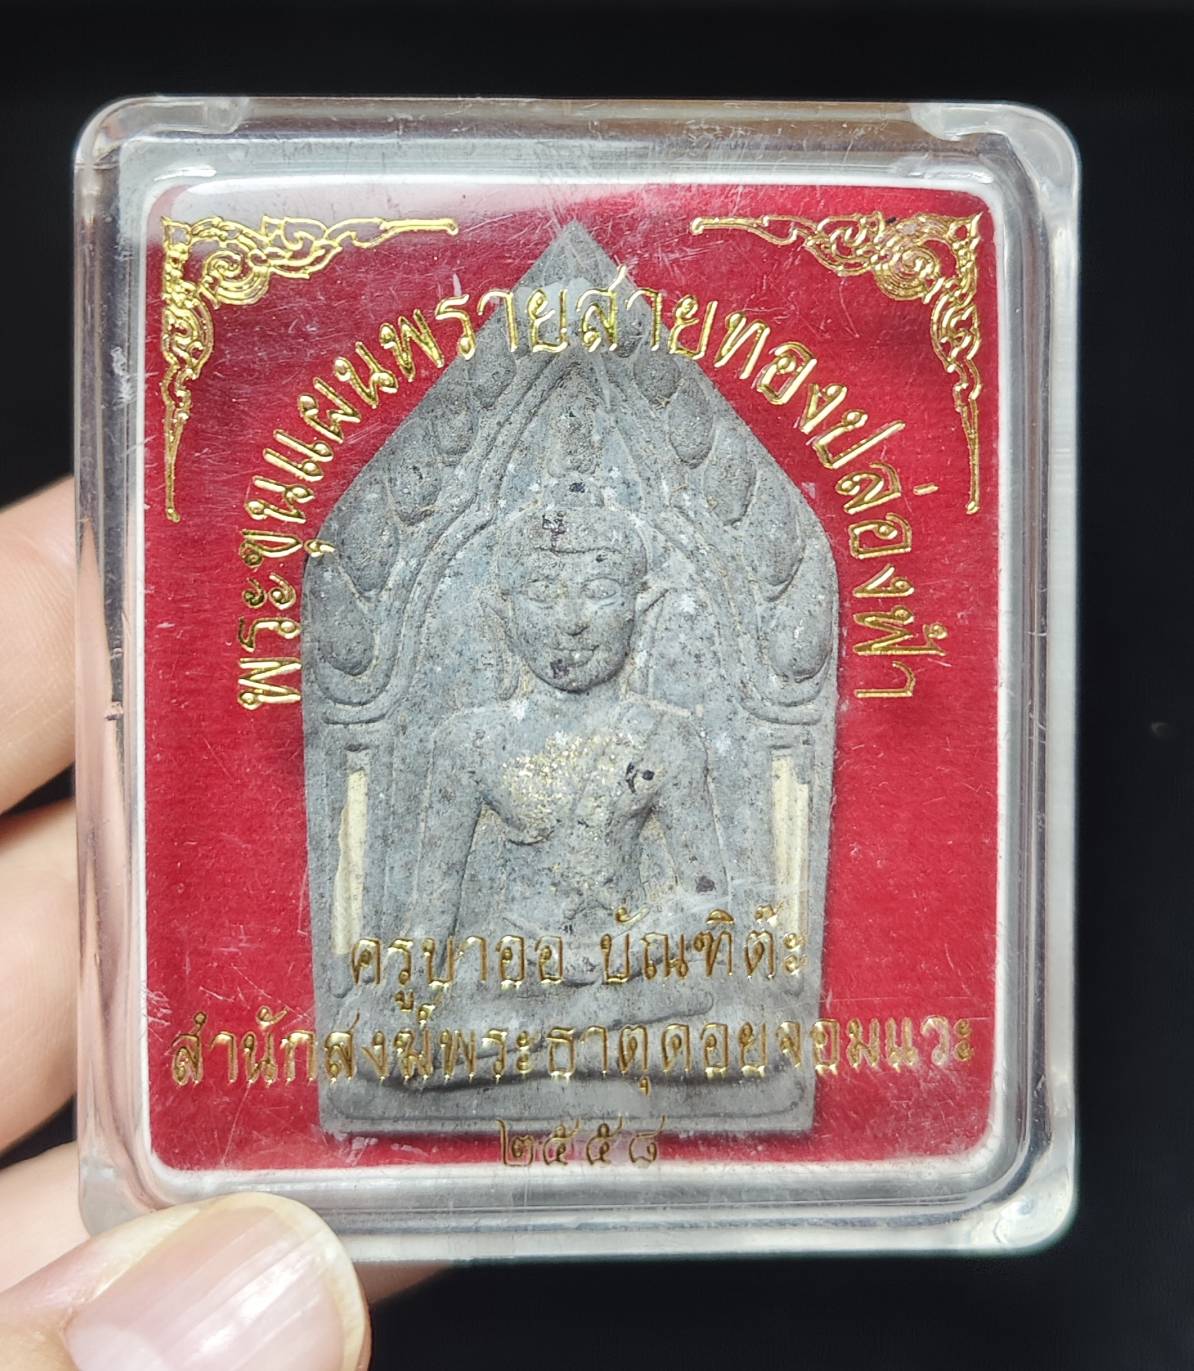 พระขุนแผนพรายสายทองปล่องฟ้า
ครูบาออ บัณฑิต๊ะ
สำนักสงฆ์พระธาตุดอยจอมแวะ
๒๕๕๘